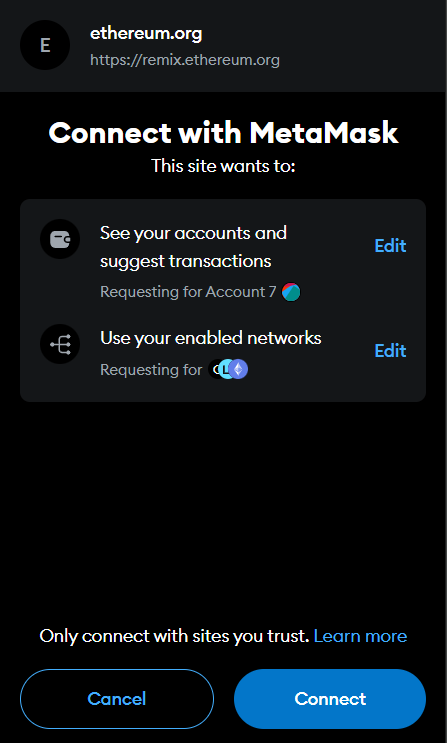 E
ethereum.org
https://remix.ethereum.org
Connect with MetaMask
This site wants to:
See your accounts and
suggest transactions
Edit
Requesting for Account 7
Use your enabled networks
Edit
Requesting for
Only connect with sites you trust. Learn more
Cancel
Connect